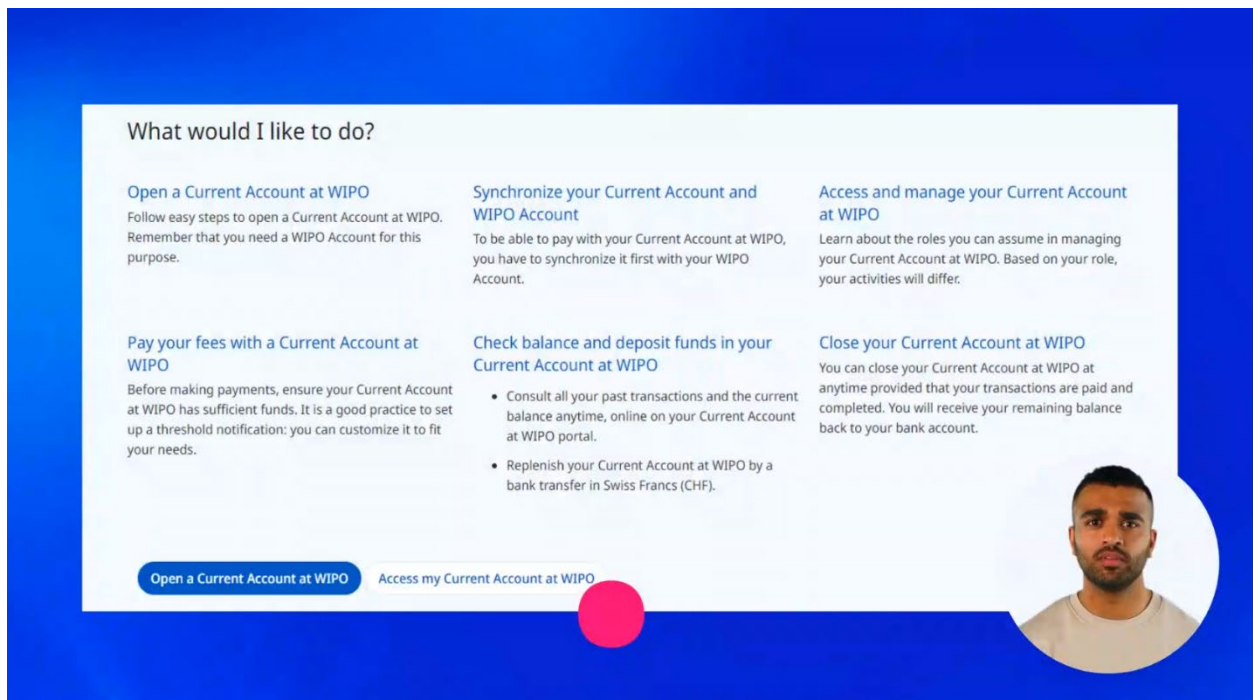 What would I like to do?
Open a Current Account at WIPO
Follow easy steps to open a Current Account at WIPO.
Remember that you need a WIPO Account for this
purpose.
Synchronize your Current Account and
WIPO Account
To be able to pay with your Current Account at WIPO,
you have to synchronize it first with your WIPO
Account.
Access and manage your Current Account
at WIPO
Learn about the roles you can assume in managing
your Current Account at WIPO. Based on your role,
your activities will differ.
Pay your fees with a Current Account at
WIPO
Before making payments, ensure your Current Account
at WIPO has sufficient funds. It is a good practice to set
up a threshold notification: you can customize it to fit
your needs.
Check balance and deposit funds in your
Current Account at WIPO
• Consult all your past transactions and the current
balance anytime, online on your Current Account
at WIPO portal.
• Replenish your Current Account at WIPO by a
bank transfer in Swiss Francs (CHF).
Close your Current Account at WIPO
You can close your Current Account at WIPO at
anytime provided that your transactions are paid and
completed. You will receive your remaining balance
back to your bank account.
Open a Current Account at WIPO
Access my Current Account at WIPO